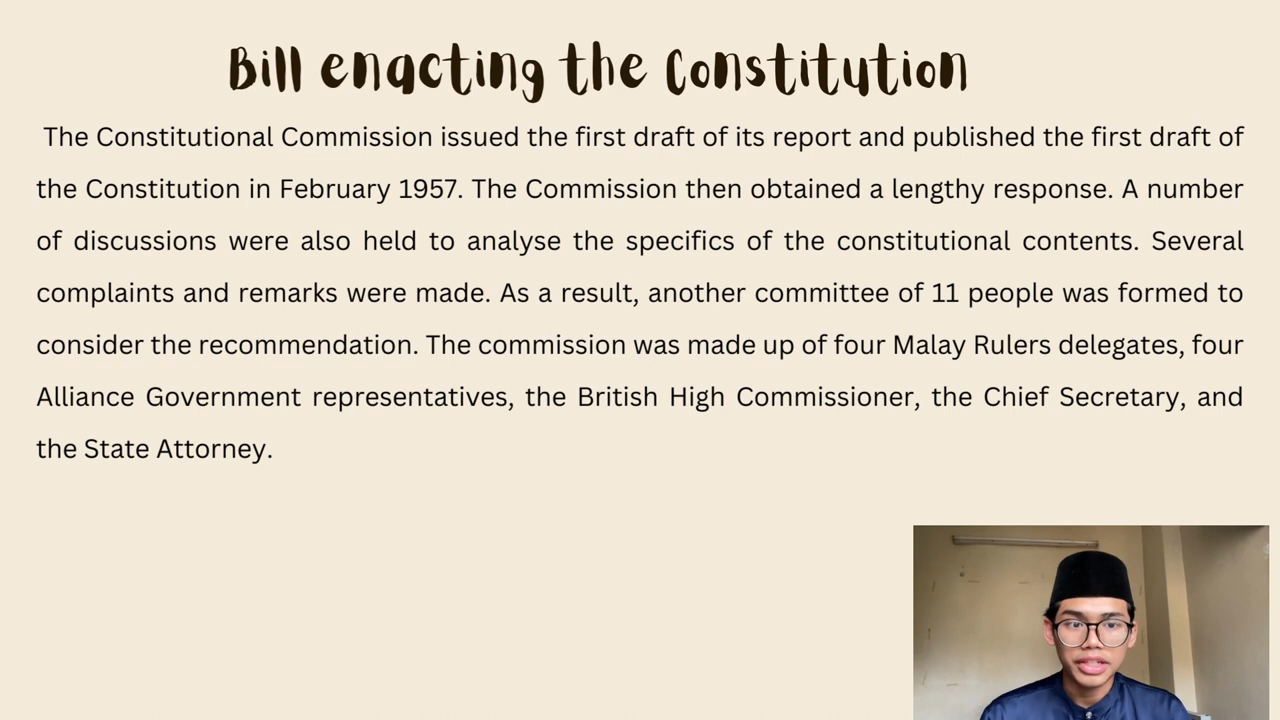 Bill enacting the Constitution
The Constitutional Commission issued the first draft of its report and published the first draft of
the Constitution in February 1957. The Commission then obtained a lengthy response. A number
of discussions were also held to analyse the specifics of the constitutional contents. Several
complaints and remarks were made. As a result, another committee of 11 people was formed to
consider the recommendation. The commission was made up of four Malay Rulers delegates, four
Alliance Government representatives, the British High Commissioner, the Chief Secretary, and
the State Attorney.